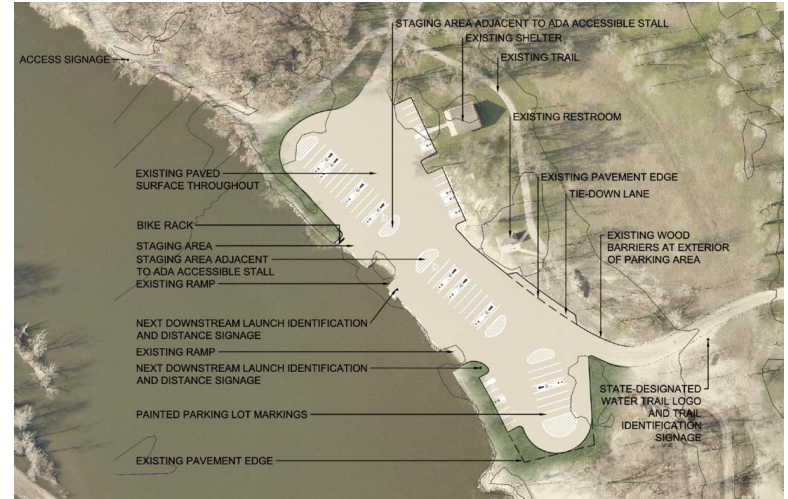 STAGING AREA ADJACENT TO ADA ACCESSIBLE STALL
EXISTING SHELTER
EXISTING TRAIL
ACCESS SIGNAGE
EXISTING RESTROOM
EXISTING PAVED
SURFACE THROUGHOUT
EXISTING PAVEMENT EDGE
TIE-DOWN LANE
BIKE RACK
EXISTING WOOD
BARRIERS AT EXTERIOR
OF PARKING AREA
STAGING AREA
STAGING AREA ADJACENT
TO ADA ACCESSIBLE STALL
EXISTING RAMP
NEXT DOWNSTREAM LAUNCH IDENTIFICATION
AND DISTANCE SIGNAGE
EXISTING RAMP
NEXT DOWNSTREAM LAUNCH IDENTIFICATION
AND DISTANCE SIGNAGE
STATE-DESIGNATED
WATER TRAIL LOGO
AND TRAIL
IDENTIFICATION
SIGNAGE
PAINTED PARKING LOT MARKINGS
EXISTING PAVEMENT EDGE